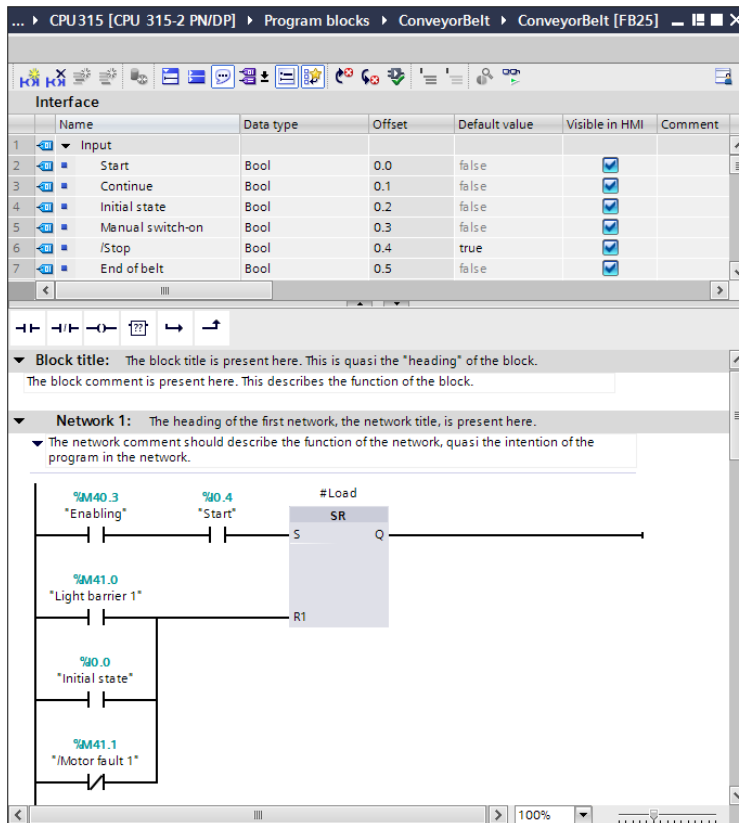 ... CPU315 [CPU 315-2 PN/DP] Program blocks ConveyorBelt ConveyorBelt [FB25]
Interface
Name Data type Offset Default value Visible in HMI Comment
1 Input
2 Start Bool 0.0 false
3 Continue Bool 0.1 false
4 Initial state Bool 0.2 false
5 Manual switch-on Bool 0.3 false
6 /Stop Bool 0.4 true
7 End of belt Bool 0.5 false
??
Block title: The block title is present here. This is quasi the "heading" of the block.
The block comment is present here. This describes the function of the block.
Network 1: The heading of the first network, the network title, is present here.
The network comment should describe the function of the network, quasi the intention of the
program in the network.
%M40.3 %I0.4 #Load
"Enabling" "Start" SR
S Q
%M41.0
"Light barrier 1"
R1
%I0.0
"Initial state"
%M41.1
"/Motor fault 1"
100%